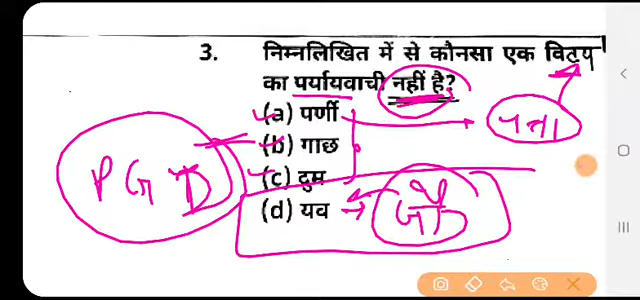 3. निम्नलिखित में से कौनसा एक विटप
का पर्यायवाची नहीं है?
(a) पर्णी
पत्ता
(b) गाछ
(c) द्रुम
PGD
(d) यव
जौ